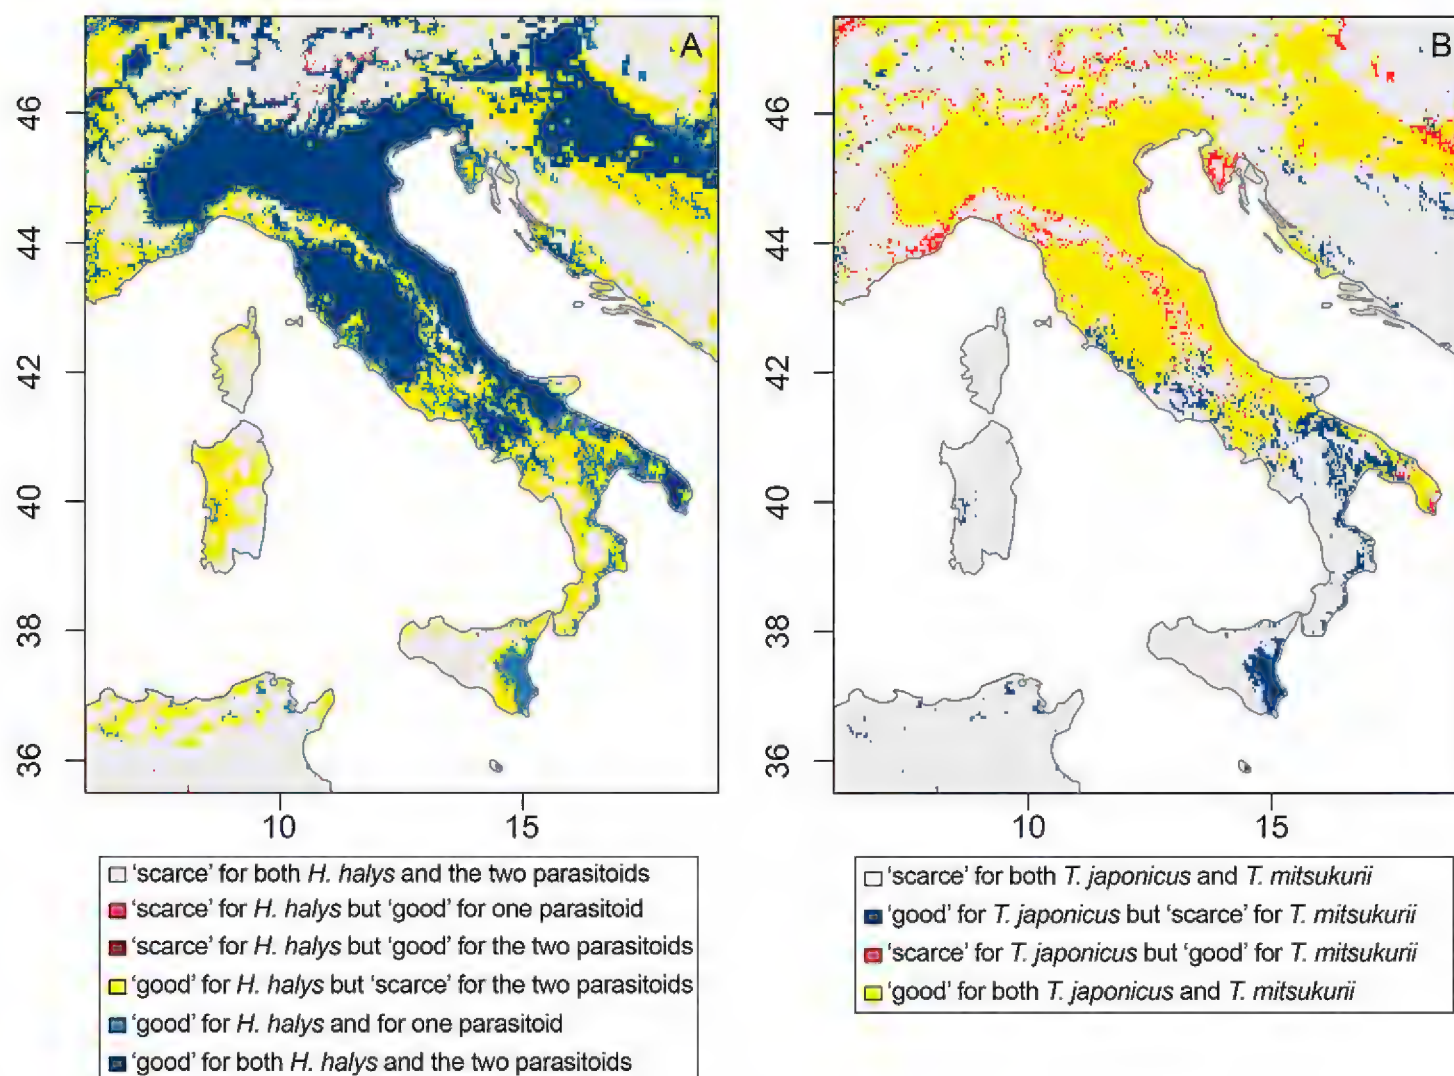 A
B
46
44
42
40
38
36
10
15
46
44
42
40
38
36
10
15
'scarce' for both H. halys and the two parasitoids
'scarce' for H. halys but 'good' for one parasitoid
'scarce' for H. halys but 'good' for the two parasitoids
'good' for H. halys but 'scarce' for the two parasitoids
'good' for H. halys and for one parasitoid
'good' for both H. halys and the two parasitoids
'scarce' for both T. japonicus and T. mitsukurii
'good' for T. japonicus but 'scarce' for T. mitsukurii
'scarce' for T. japonicus but 'good' for T. mitsukurii
'good' for both T. japonicus and T. mitsukurii